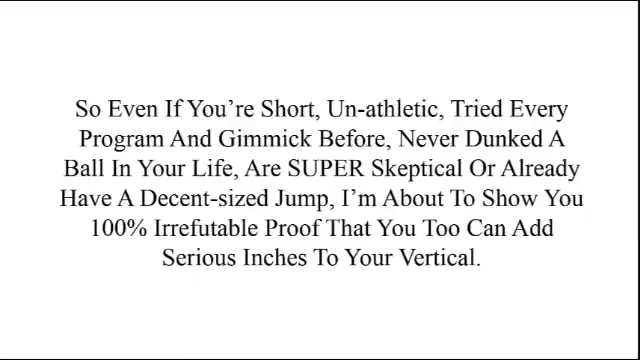 So Even If You’re Short, Un-athletic, Tried Every
Program And Gimmick Before, Never Dunked A
Ball In Your Life, Are SUPER Skeptical Or Already
Have A Decent-sized Jump, I’m About To Show You
100% Irrefutable Proof That You Too Can Add
Serious Inches To Your Vertical.